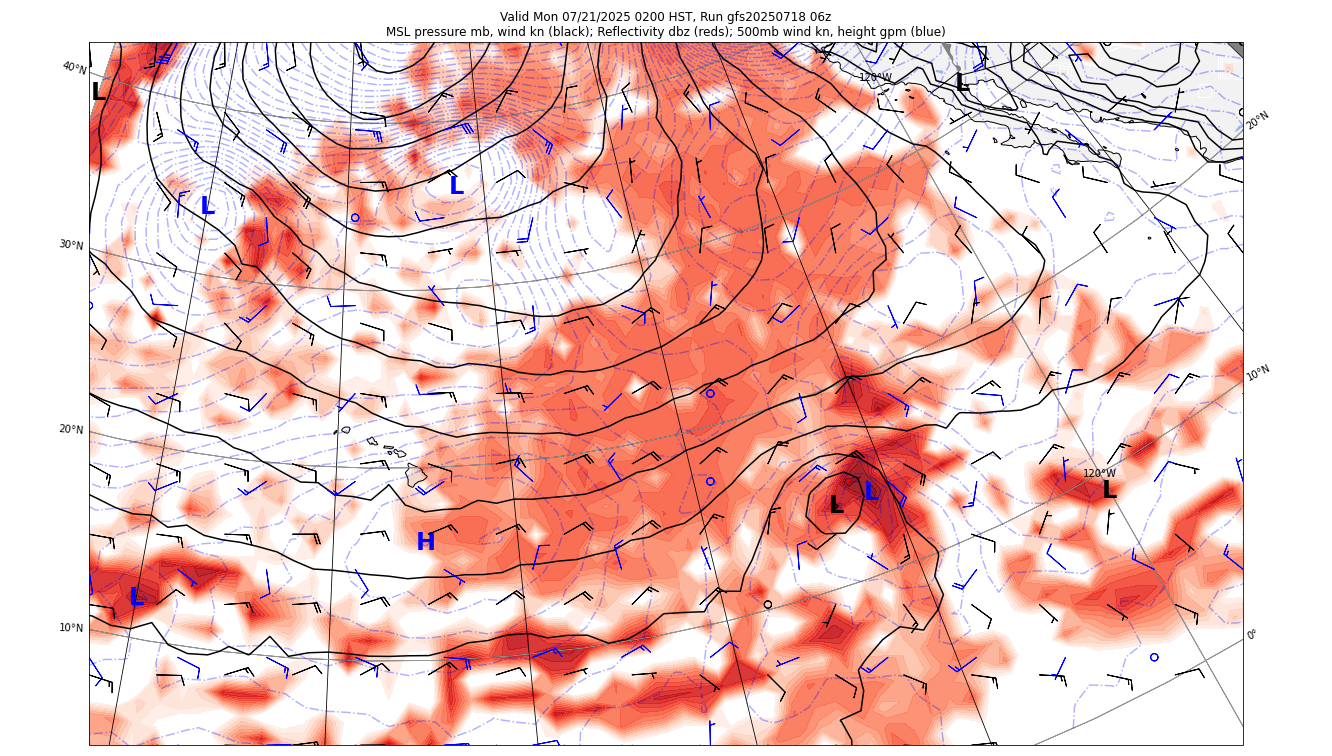 Valid Mon 07/21/2025 0200 HST, Run gfs20250718 06z
MSL pressure mb, wind kn (black); Reflectivity dbz (reds); 500mb wind kn, height gpm (blue)
40°N
120°W
L
L
20°N
L
L
30°N
10°N
20°N
120°W
L
L
L
H
L
10°N
0°